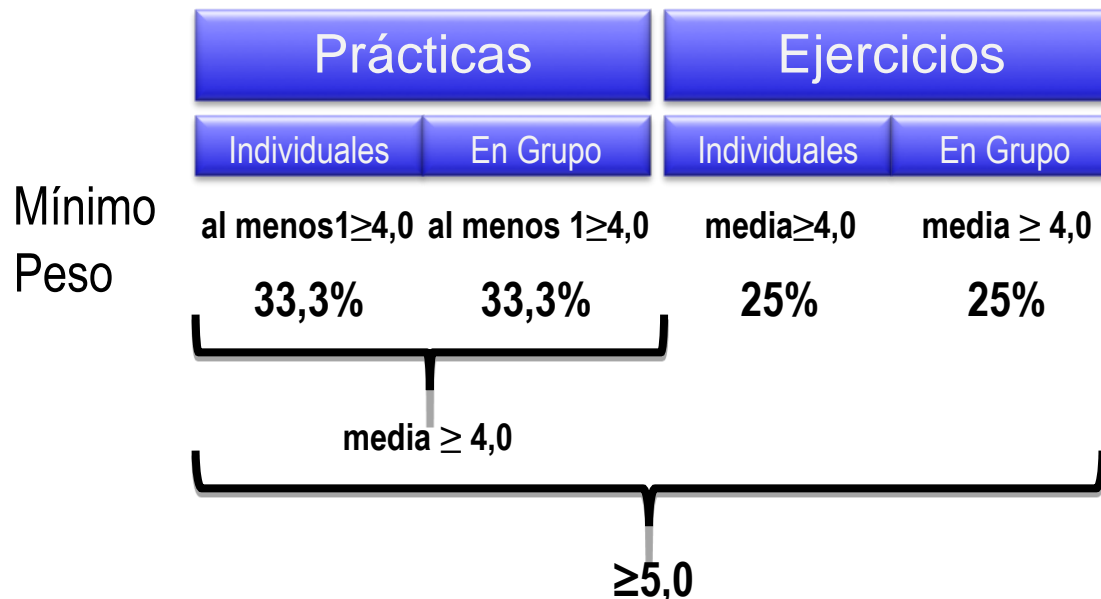 Prácticas Ejercicios
Individuales En Grupo Individuales En Grupo
Mínimo al menos1≥4,0 al menos 1≥4,0 media≥4,0 media ≥ 4,0
Peso 33,3% 33,3% 25% 25%
media ≥ 4,0
≥5,0